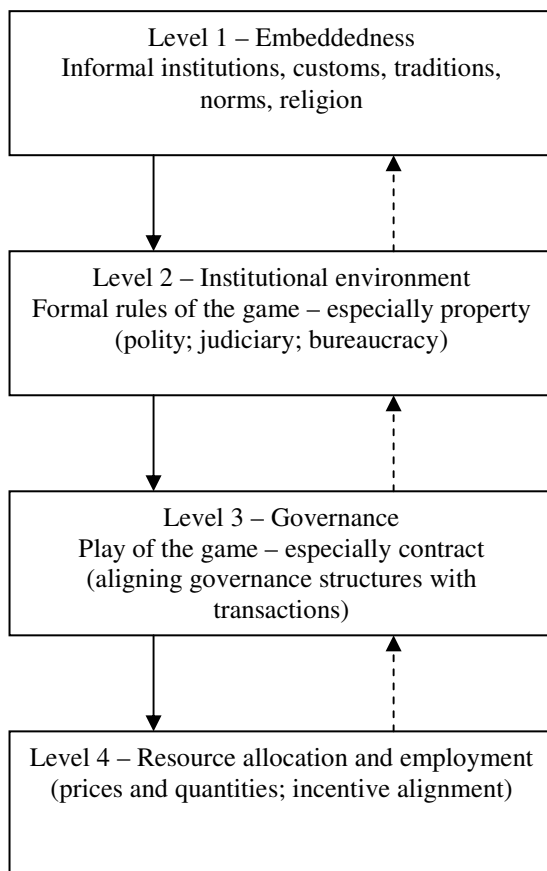 Level 1 – Embeddedness
Informal institutions, customs, traditions,
norms, religion
Level 2 – Institutional environment
Formal rules of the game – especially property
(polity; judiciary; bureaucracy)
Level 3 – Governance
Play of the game – especially contract
(aligning governance structures with
transactions)
Level 4 – Resource allocation and employment
(prices and quantities; incentive alignment)